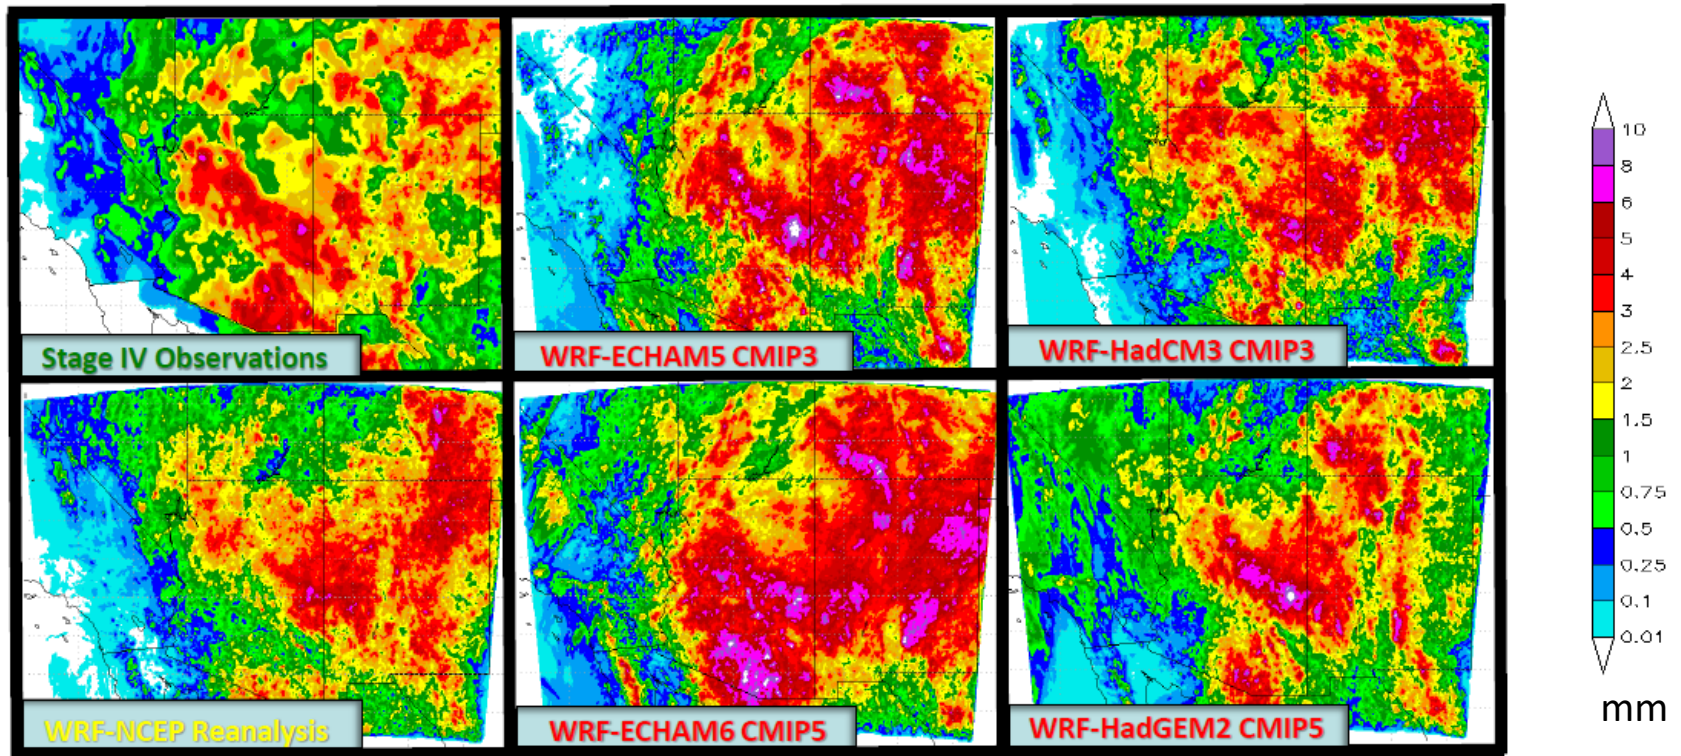 Stage IV Observations
WRF-ECHAM5 CMIP3
WRF-HadCM3 CMIP3
WRF-NCEP Reanalysis
WRF-ECHAM6 CMIP5
WRF-HadGEM2 CMIP5
10
8
6
5
4
3
2.5
2
1.5
1
0.75
0.5
0.25
0.1
0.01
mm